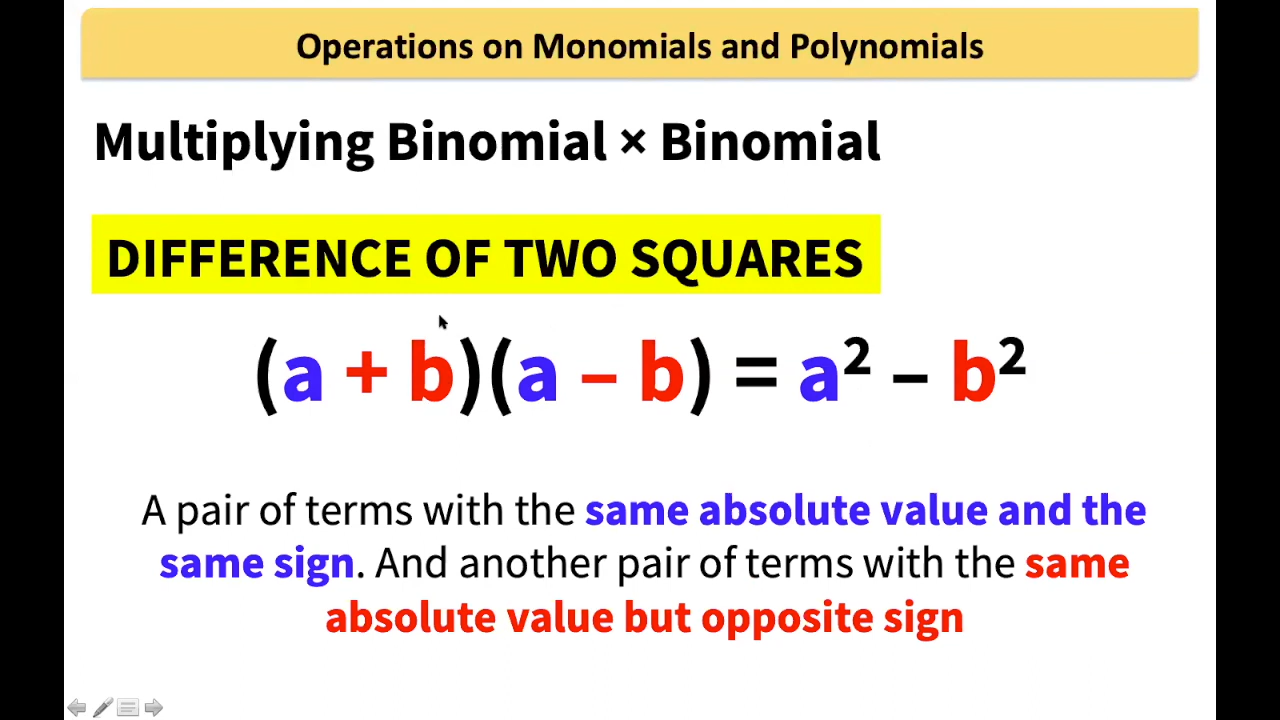 Operations on Monomials and Polynomials
Multiplying Binomial × Binomial
DIFFERENCE OF TWO SQUARES
(a + b)(a – b) = a² – b²
A pair of terms with the same absolute value and the
same sign. And another pair of terms with the same
absolute value but opposite sign